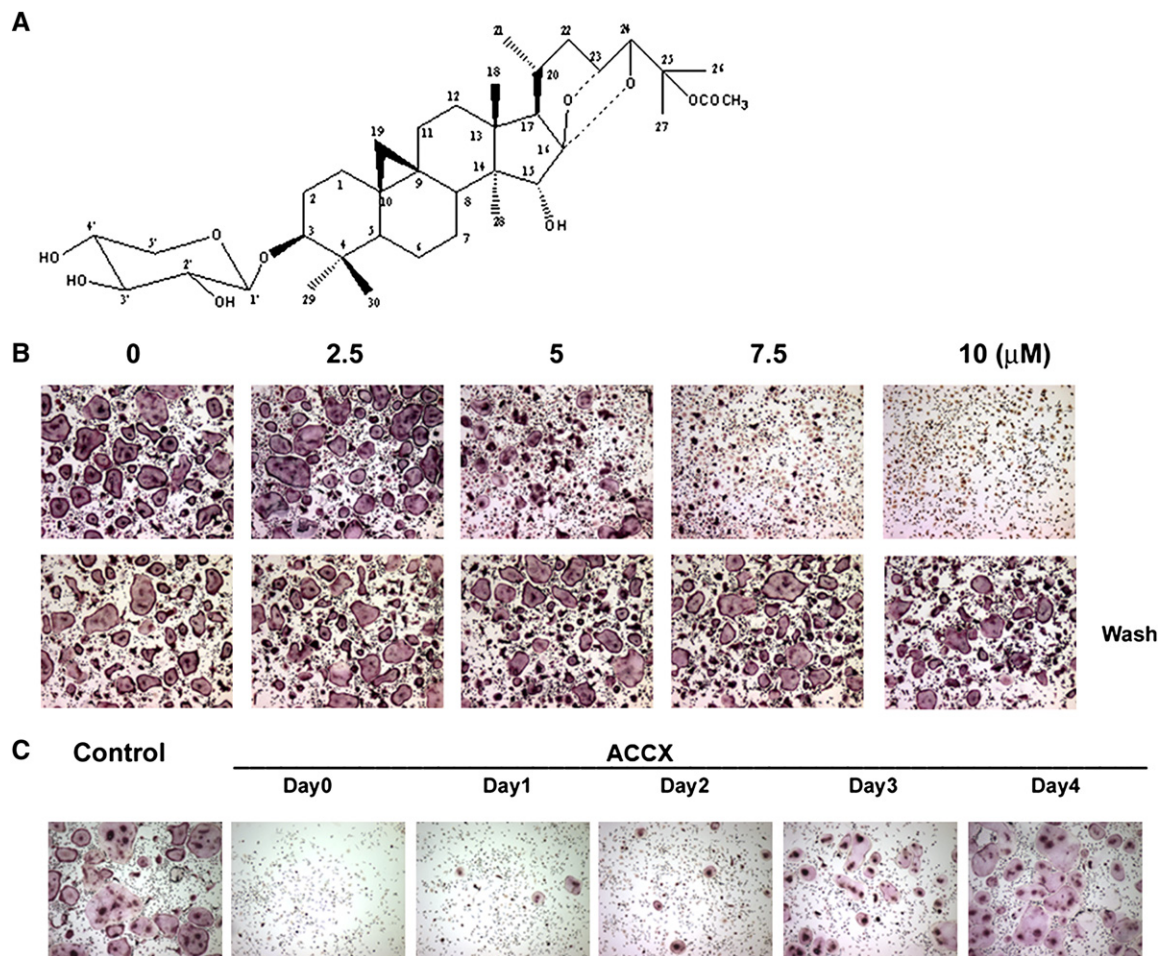 A
21
22
24
23
25
26
20
18
O
O
OCOCH₃
12
17
27
19
11
13
16
14
15
1
9
2
10
8
28
OH
4'
5'
O
3
5
7
HO
2'
O
4
6
HO
3'
OH
1'
29
30
B 0 2.5 5 7.5 10 (μM)
Wash
C Control ACCX
Day0 Day1 Day2 Day3 Day4